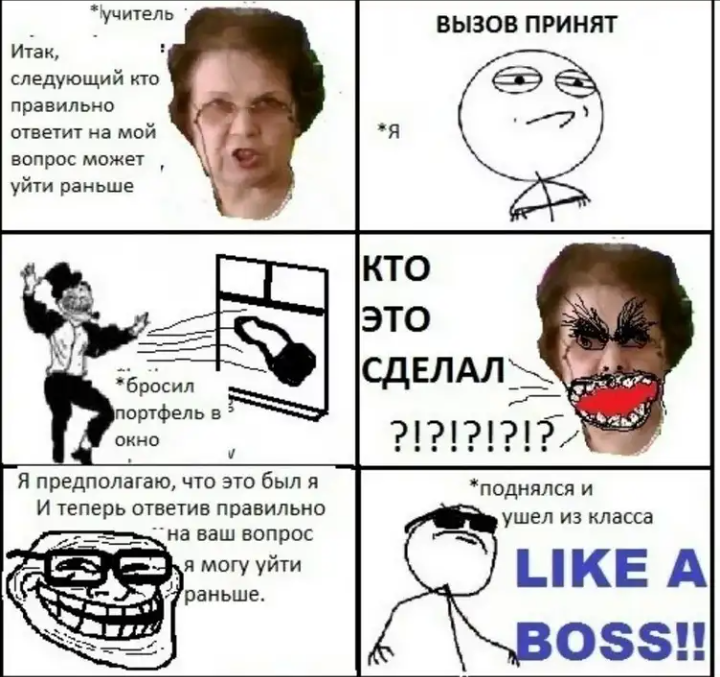 *учитель
Итак,
следующий кто
правильно
ответит на мой
вопрос может
уйти раньше
ВЫЗОВ ПРИНЯТ
*Я
*бросил
портфель в
окно
КТО
ЭТО
СДЕЛАЛ
?!?!?!?!?
Я предполагаю, что это был я
И теперь ответив правильно
на ваш вопрос
я могу уйти
раньше.
*поднялся и
ушел из класса
LIKE A
BOSS!!